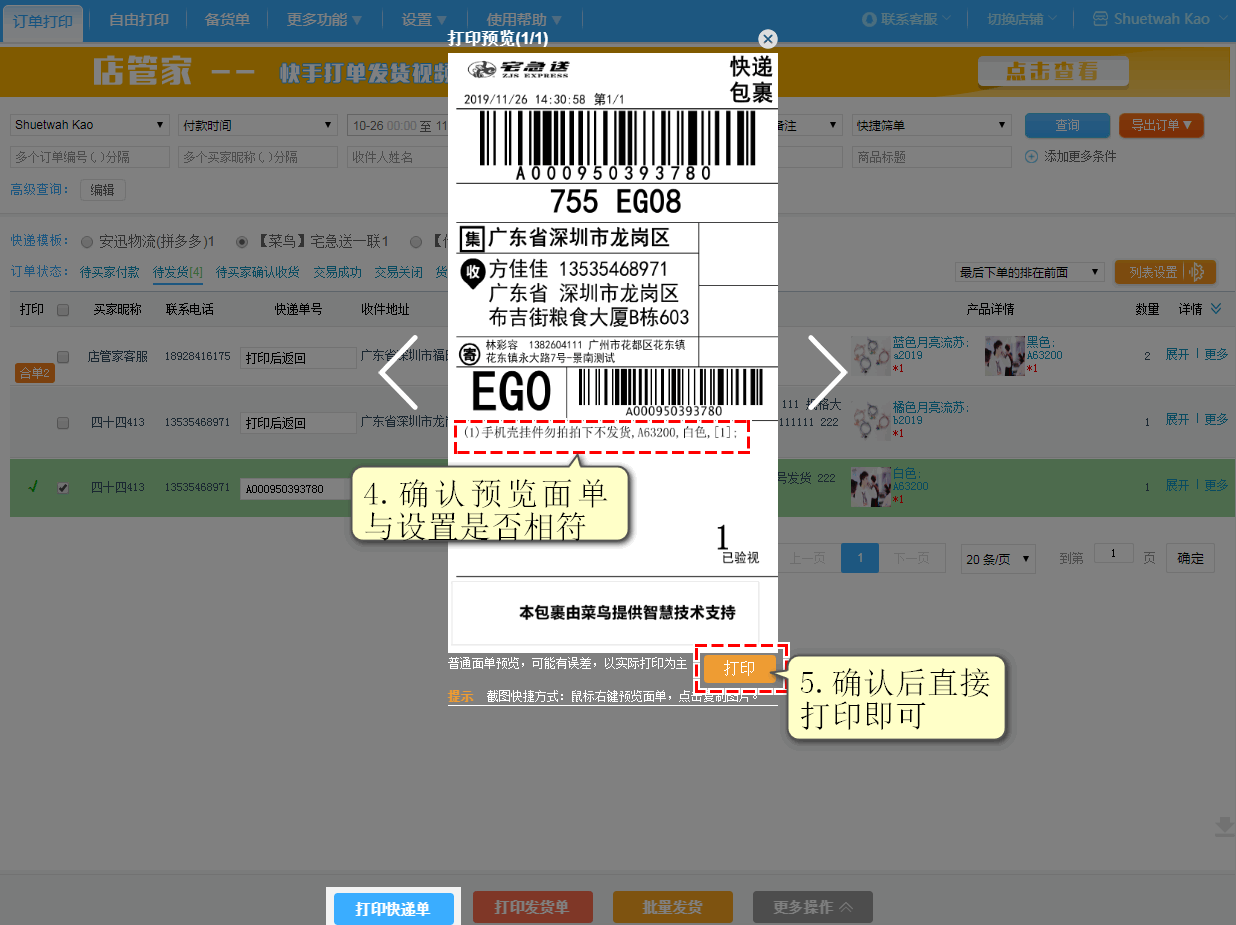 订单打印 自由打印 备货单 更多功能 设置 使用帮助 联系客服 切换店铺 Shuetwah Kao
打印预览(1/1)
店管家 —— 快手打单发货视频 点击查看
宅急送
ZJS EXPRESS
快递
包裹
2019/11/26 14:30:58 第1/1
Shuetwah Kao 付款时间 10-26 00:00 至 11 备注 快捷筛单 查询 导出订单
多个订单编号(,)分隔 多个买家昵称(,)分隔 收件人姓名 商品标题 添加更多条件
A000950393780
高级查询: 编辑
755 EG08
快递模板: 安迅物流(拼多多)1 【菜鸟】宅急送一联1
集 广东省深圳市龙岗区
订单状态: 待买家付款 待发货[4] 待买家确认收货 交易成功 交易关闭 货 最后下单的排在前面 列表设置
收 方佳佳 13535468971
广东省 深圳市龙岗区
布吉街粮食大厦B栋603
打印 买家昵称 联系电话 快递单号 收件地址 产品详情 数量 详情
寄 林彩容 1382604111 广州市花都区花东镇
花东镇永大路7号-景南测试
店管家客服 18928416175 打印后返回 广东省深圳市福田 蓝色月亮流苏; a2019 *1 黑色; A63200 *1 2 展开 更多
合单2
EG0
A000950393780
四十四413 13535468971 打印后返回 广东省深圳市龙岗 111 规格大 111111 222 橘色月亮流苏; b2019 *1 1 展开 更多
(1)手机壳挂件勿拍拍下不发货,A63200,白色,[1];
四十四413 13535468971 A000950393780 号发货 222 白色; A63200 *1 1 展开 更多
4.确认预览面单
与设置是否相符
1
已验视
上一页 1 下一页 20 条/页 到第 1 页 确定
本包裹由菜鸟提供智慧技术支持
普通面单预览，可能有误差，以实际打印为主 打印
提示 截图快捷方式：鼠标右键预览面单，点击复制图片。
5.确认后直接
打印即可
打印快递单 打印发货单 批量发货 更多操作